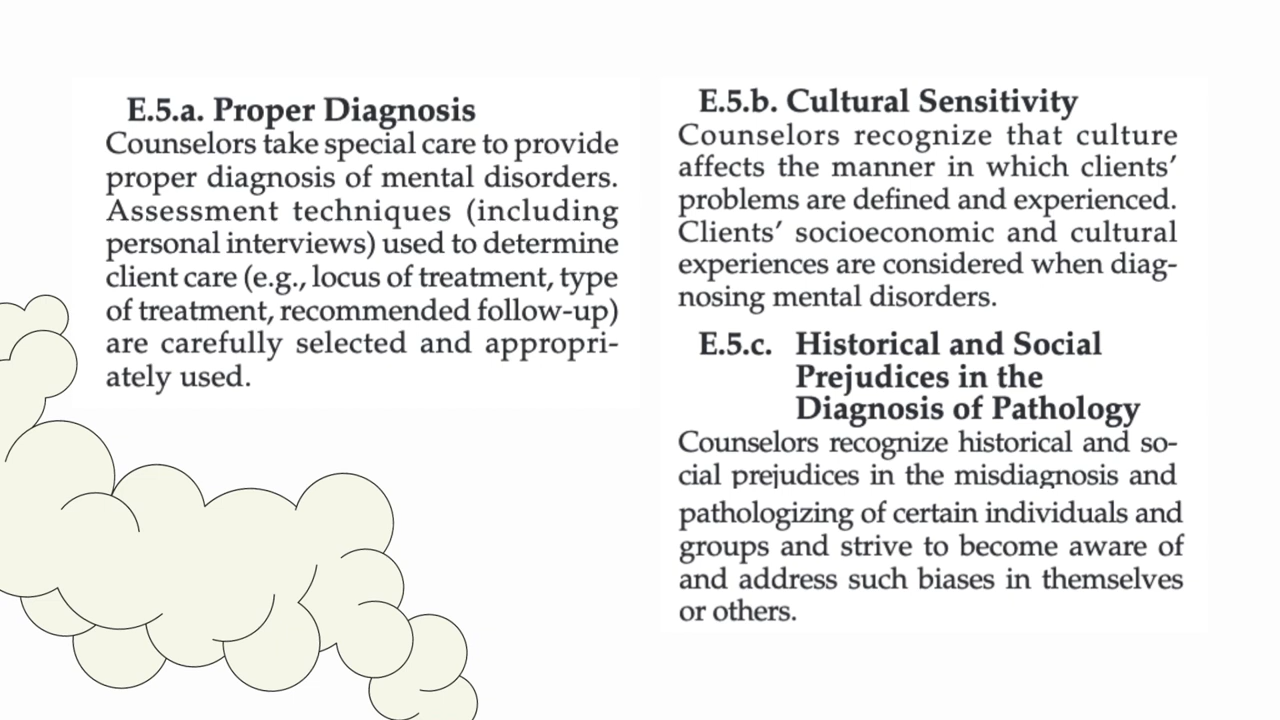 E.5.a. Proper Diagnosis
Counselors take special care to provide
proper diagnosis of mental disorders.
Assessment techniques (including
personal interviews) used to determine
client care (e.g., locus of treatment, type
of treatment, recommended follow-up)
are carefully selected and appropri-
ately used.
E.5.b. Cultural Sensitivity
Counselors recognize that culture
affects the manner in which clients’
problems are defined and experienced.
Clients’ socioeconomic and cultural
experiences are considered when diag-
nosing mental disorders.
E.5.c. Historical and Social
Prejudices in the
Diagnosis of Pathology
Counselors recognize historical and so-
cial prejudices in the misdiagnosis and
pathologizing of certain individuals and
groups and strive to become aware of
and address such biases in themselves
or others.